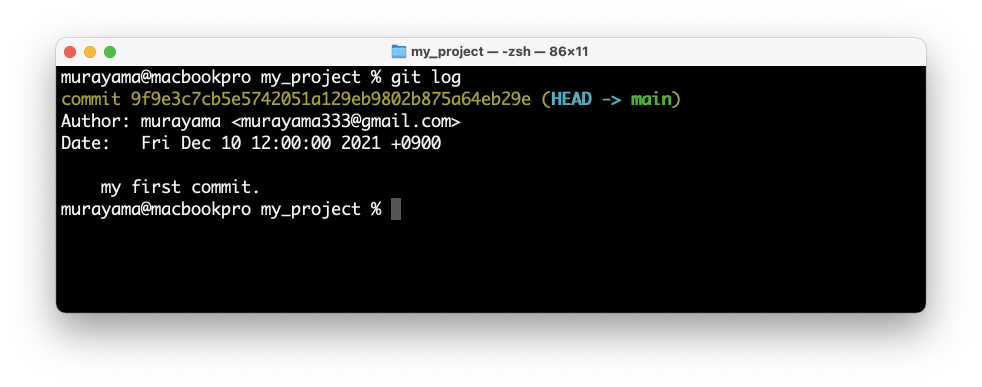 my_project — -zsh — 86×11
murayama@macbookpro my_project % git log
commit 9f9e3c7cb5e5742051a129eb9802b875a64eb29e (HEAD -> main)
Author: murayama <murayama333@gmail.com>
Date:   Fri Dec 10 12:00:00 2021 +0900

    my first commit.
murayama@macbookpro my_project %